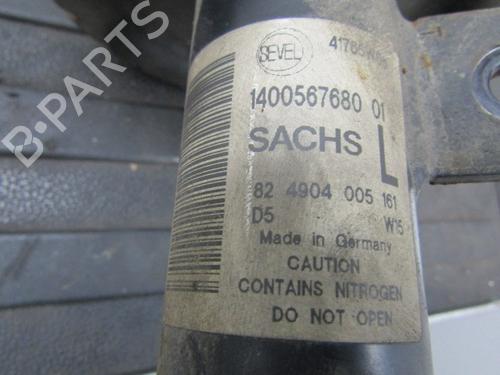 B-PARTS
SEVEL
1400567680 01
SACHS L
82 4904 005 161
D5 W15
Made in Germany
CAUTION
CONTAINS NITROGEN
DO NOT OPEN